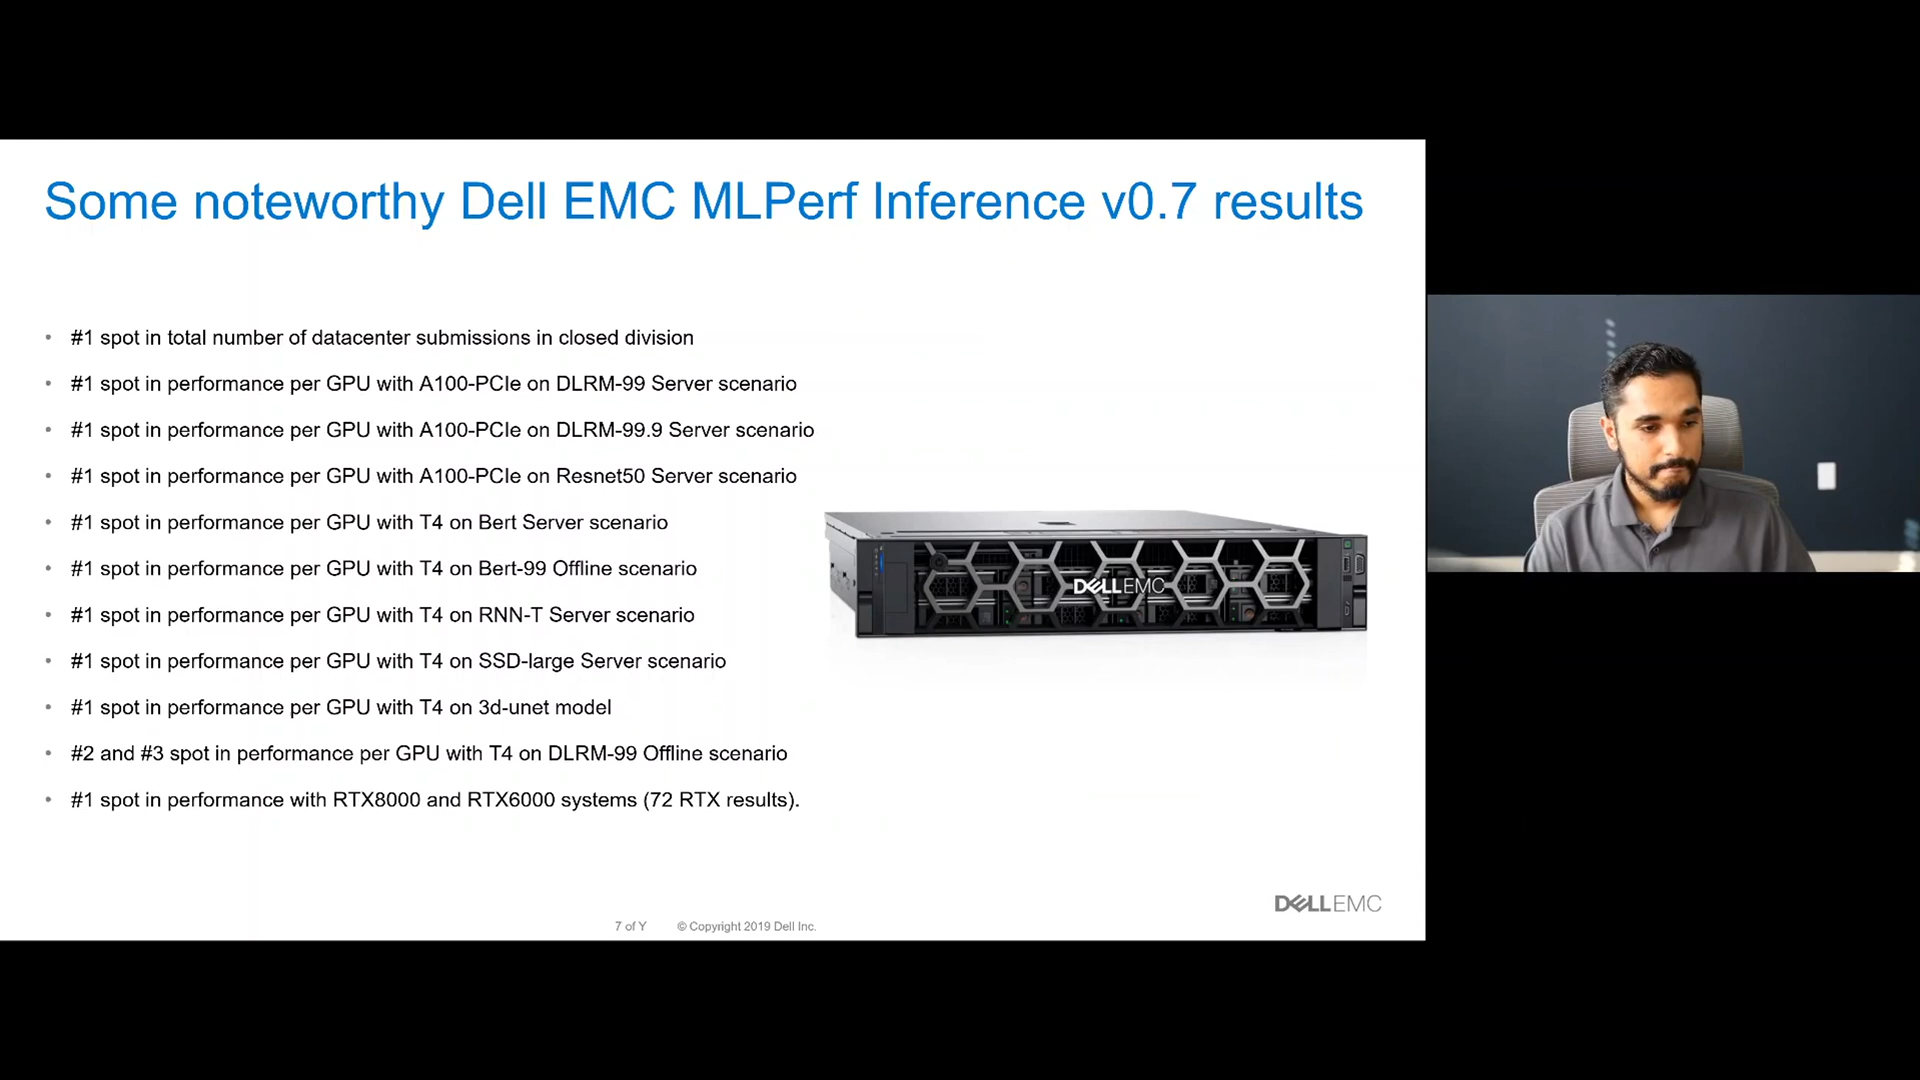 Some noteworthy Dell EMC MLPerf Inference v0.7 results
• #1 spot in total number of datacenter submissions in closed division
• #1 spot in performance per GPU with A100-PCIe on DLRM-99 Server scenario
• #1 spot in performance per GPU with A100-PCIe on DLRM-99.9 Server scenario
• #1 spot in performance per GPU with A100-PCIe on Resnet50 Server scenario
• #1 spot in performance per GPU with T4 on Bert Server scenario
• #1 spot in performance per GPU with T4 on Bert-99 Offline scenario
• #1 spot in performance per GPU with T4 on RNN-T Server scenario
• #1 spot in performance per GPU with T4 on SSD-large Server scenario
• #1 spot in performance per GPU with T4 on 3d-unet model
• #2 and #3 spot in performance per GPU with T4 on DLRM-99 Offline scenario
• #1 spot in performance with RTX8000 and RTX6000 systems (72 RTX results).
DELLEMC
DELLEMC
7 of Y © Copyright 2019 Dell Inc.